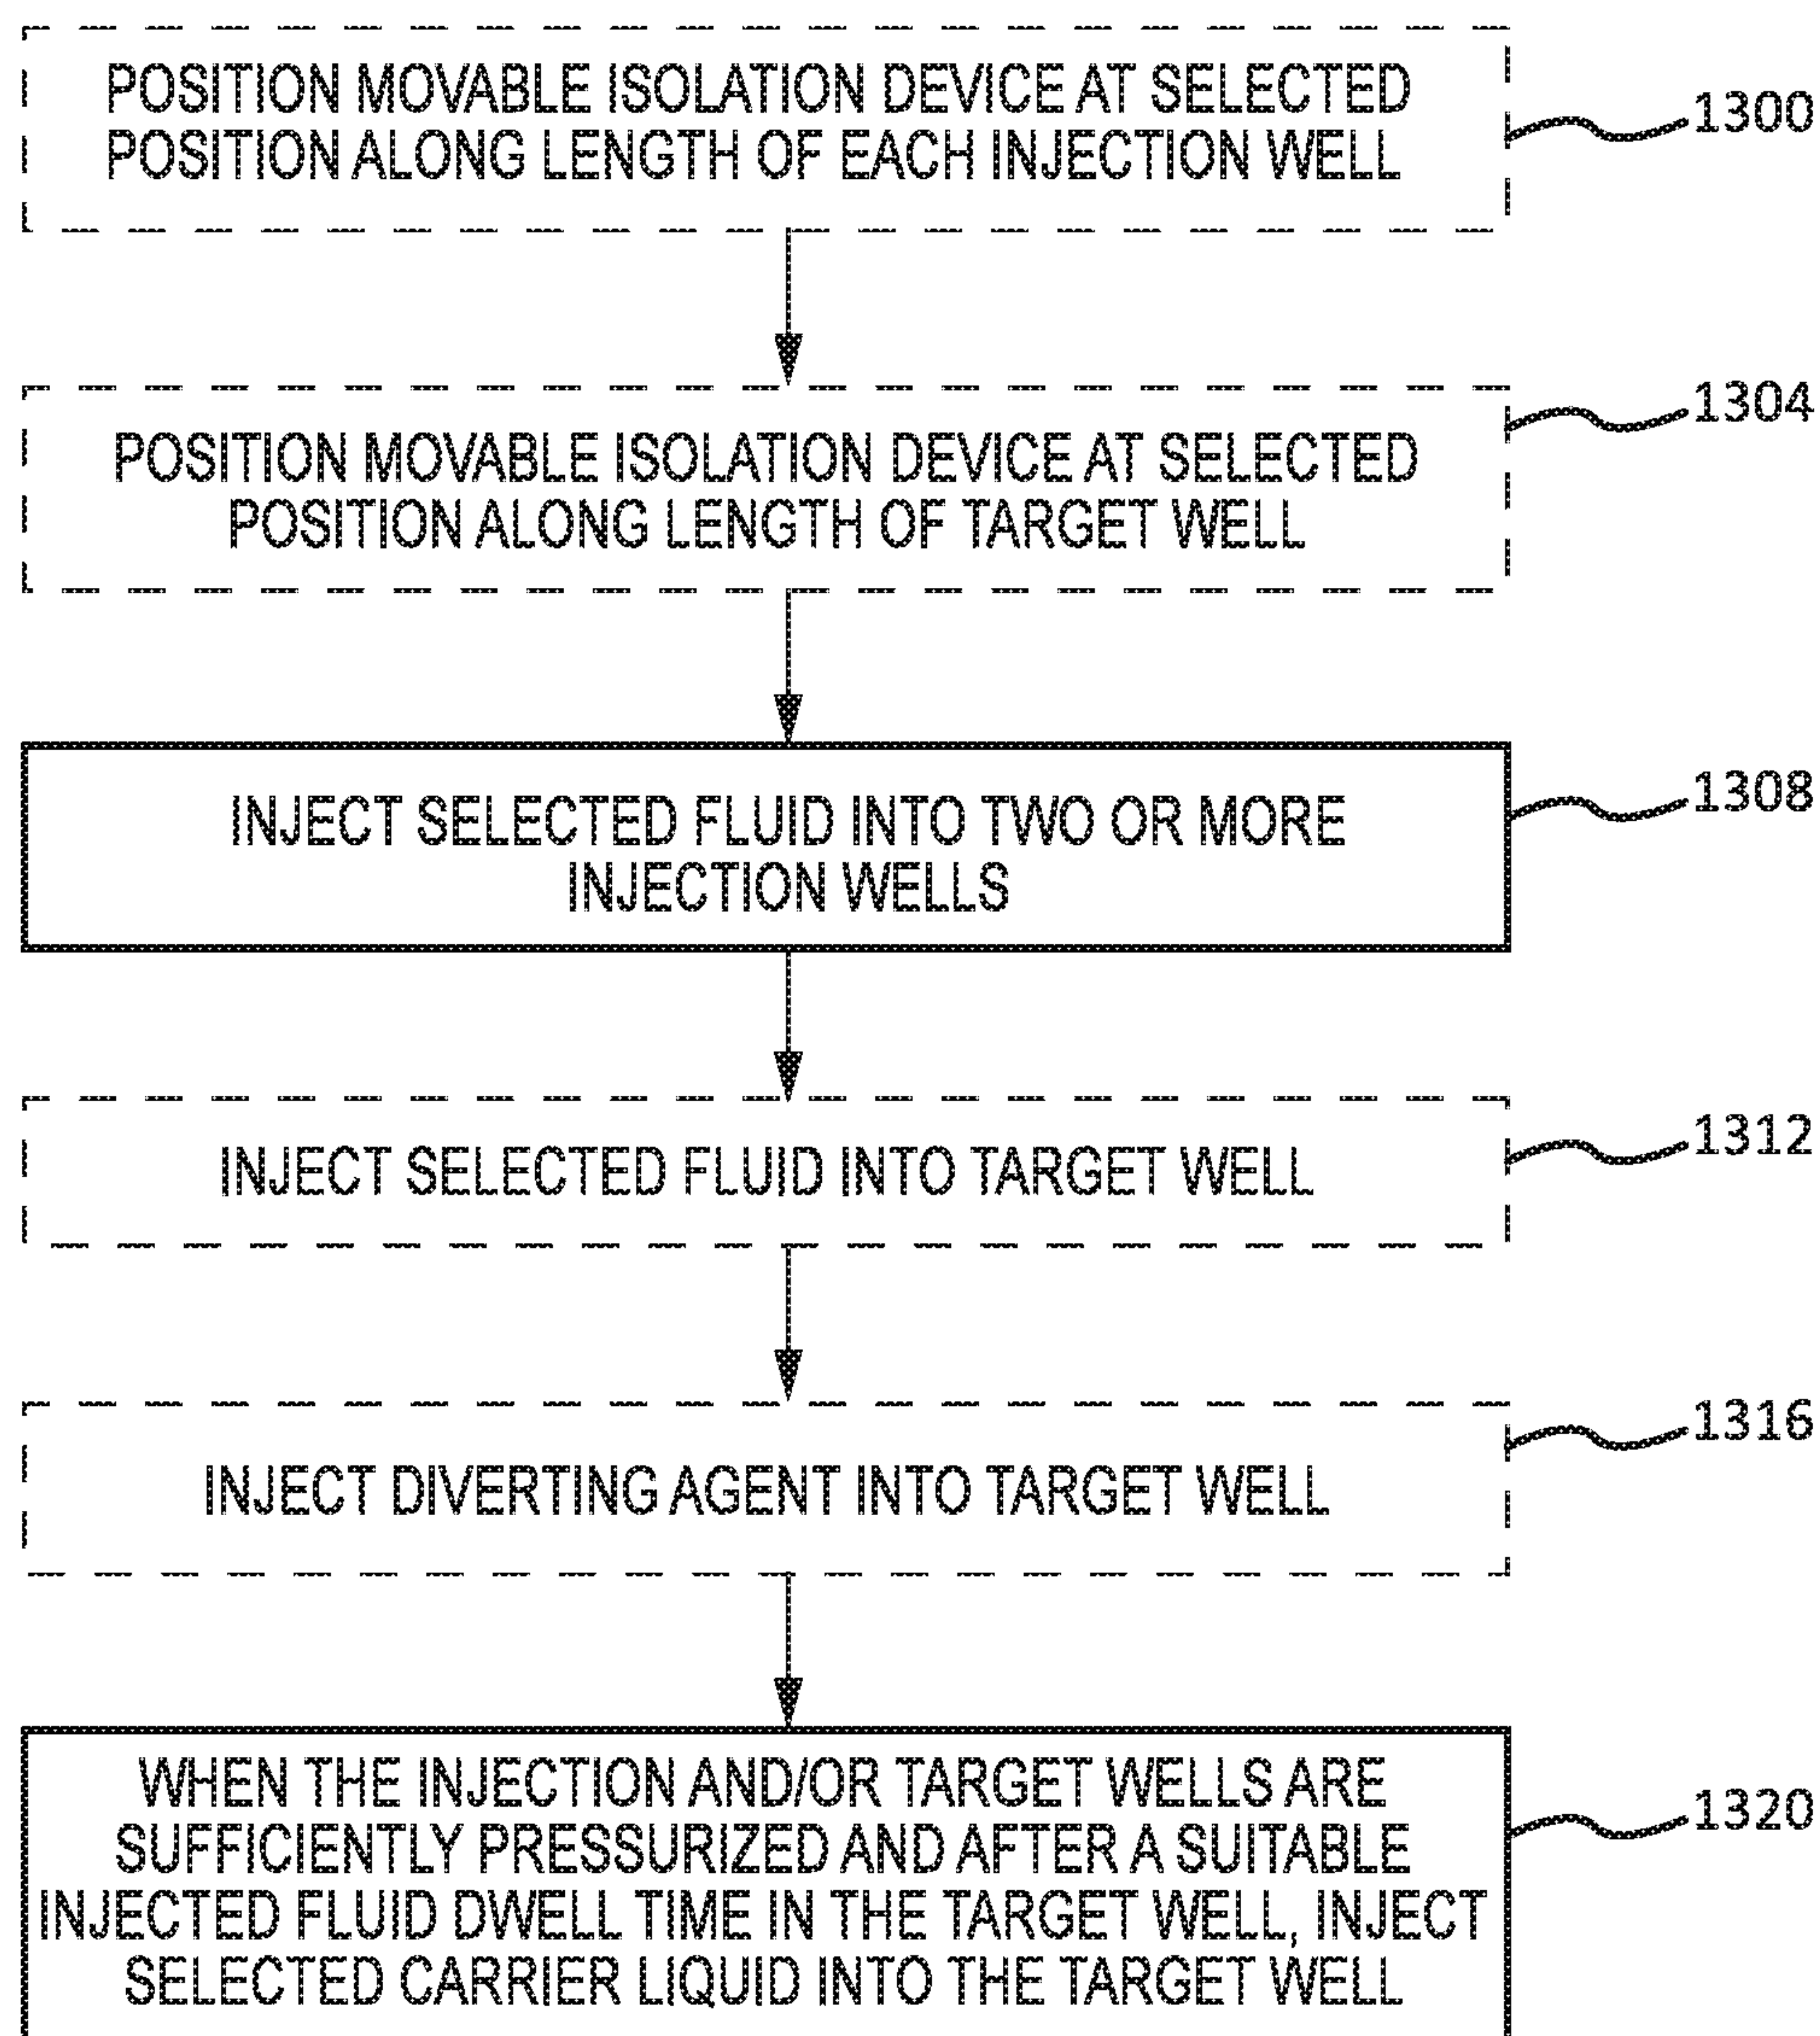 POSITION MOVABLE ISOLATION DEVICE AT SELECTED
POSITION ALONG LENGTH OF EACH INJECTION WELL
1300
POSITION MOVABLE ISOLATION DEVICE AT SELECTED
POSITION ALONG LENGTH OF TARGET WELL
1304
INJECT SELECTED FLUID INTO TWO OR MORE
INJECTION WELLS
1308
INJECT SELECTED FLUID INTO TARGET WELL
1312
INJECT DIVERTING AGENT INTO TARGET WELL
1316
WHEN THE INJECTION AND/OR TARGET WELLS ARE
SUFFICIENTLY PRESSURIZED AND AFTER A SUITABLE
INJECTED FLUID DWELL TIME IN THE TARGET WELL, INJECT
SELECTED CARRIER LIQUID INTO THE TARGET WELL
1320